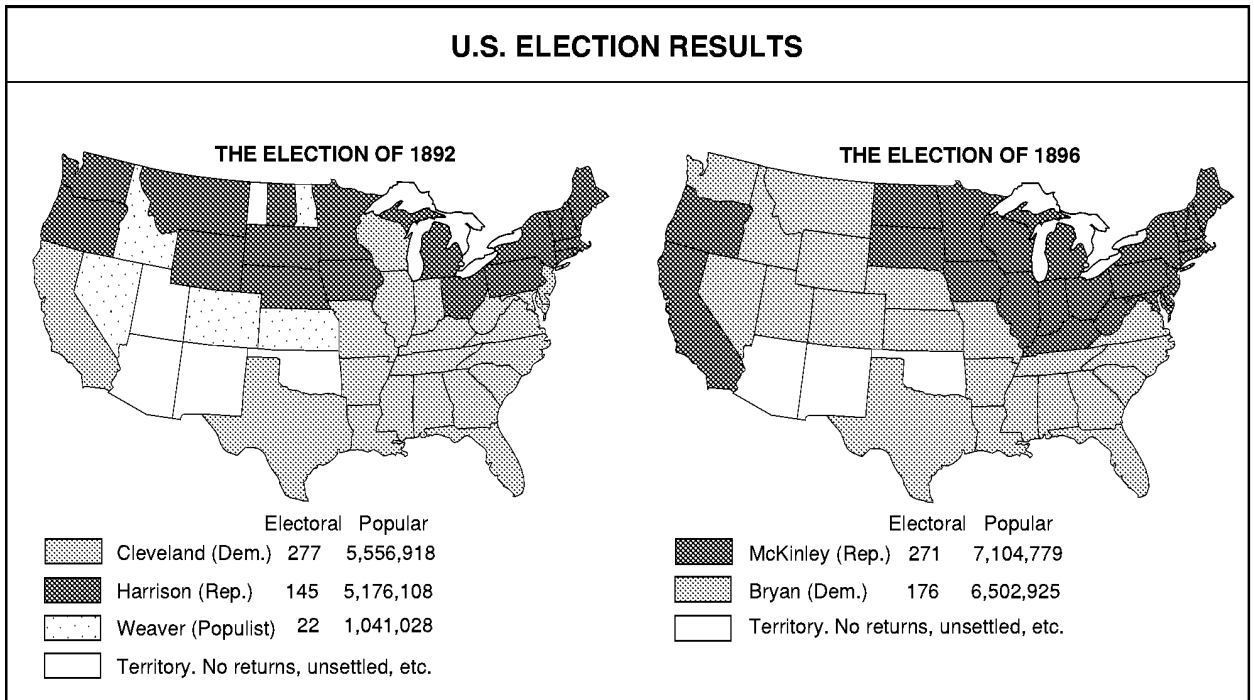 U.S. ELECTION RESULTS
THE ELECTION OF 1892
Electoral Popular
Cleveland (Dem.) 277 5,556,918
Harrison (Rep.) 145 5,176,108
Weaver (Populist) 22 1,041,028
Territory. No returns, unsettled, etc.
THE ELECTION OF 1896
Electoral Popular
McKinley (Rep.) 271 7,104,779
Bryan (Dem.) 176 6,502,925
Territory. No returns, unsettled, etc.